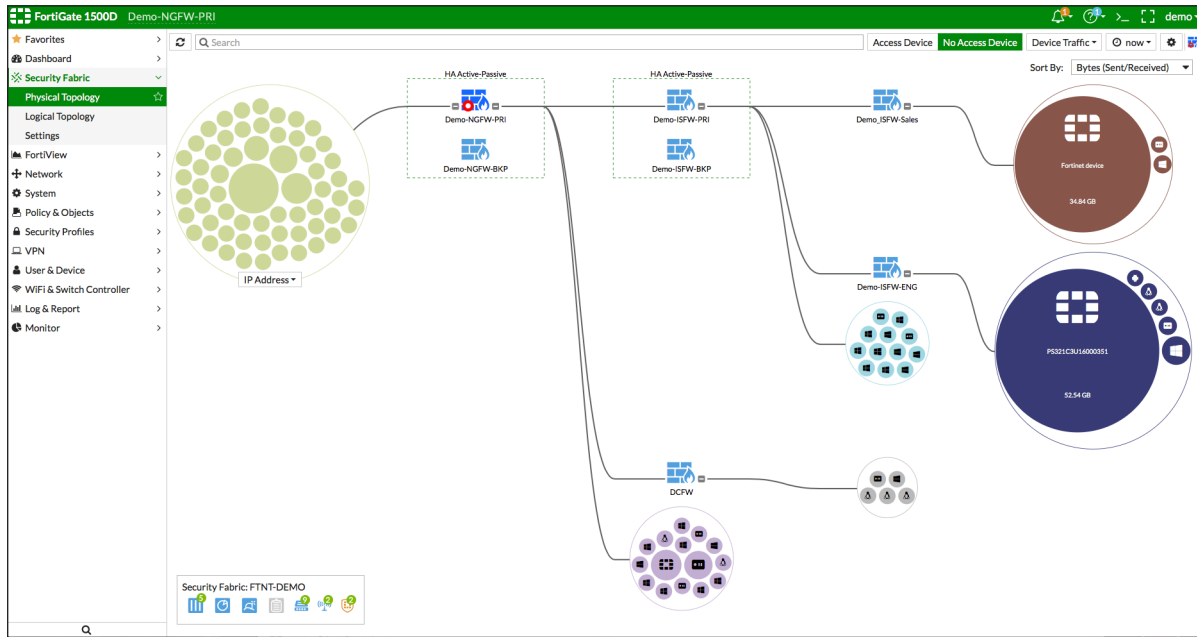 FortiGate 1500D Demo-NGFW-PRI
1
1
>_
demo
Favorites
Dashboard
Security Fabric
Physical Topology
Logical Topology
Settings
FortiView
Network
System
Policy & Objects
Security Profiles
VPN
User & Device
WiFi & Switch Controller
Log & Report
Monitor
Search
Access Device
No Access Device
Device Traffic
now
Sort By:
Bytes (Sent/Received)
HA Active-Passive
Demo-NGFW-PRI
Demo-NGFW-BKP
HA Active-Passive
Demo-ISFW-PRI
Demo-ISFW-BKP
Demo_ISFW-Sales
Fortinet device
34.84 GB
IP Address
Demo-ISFW-ENG
PS321C3U16000351
52.54 GB
DCFW
Security Fabric: FTNT-DEMO
5
9
2
2